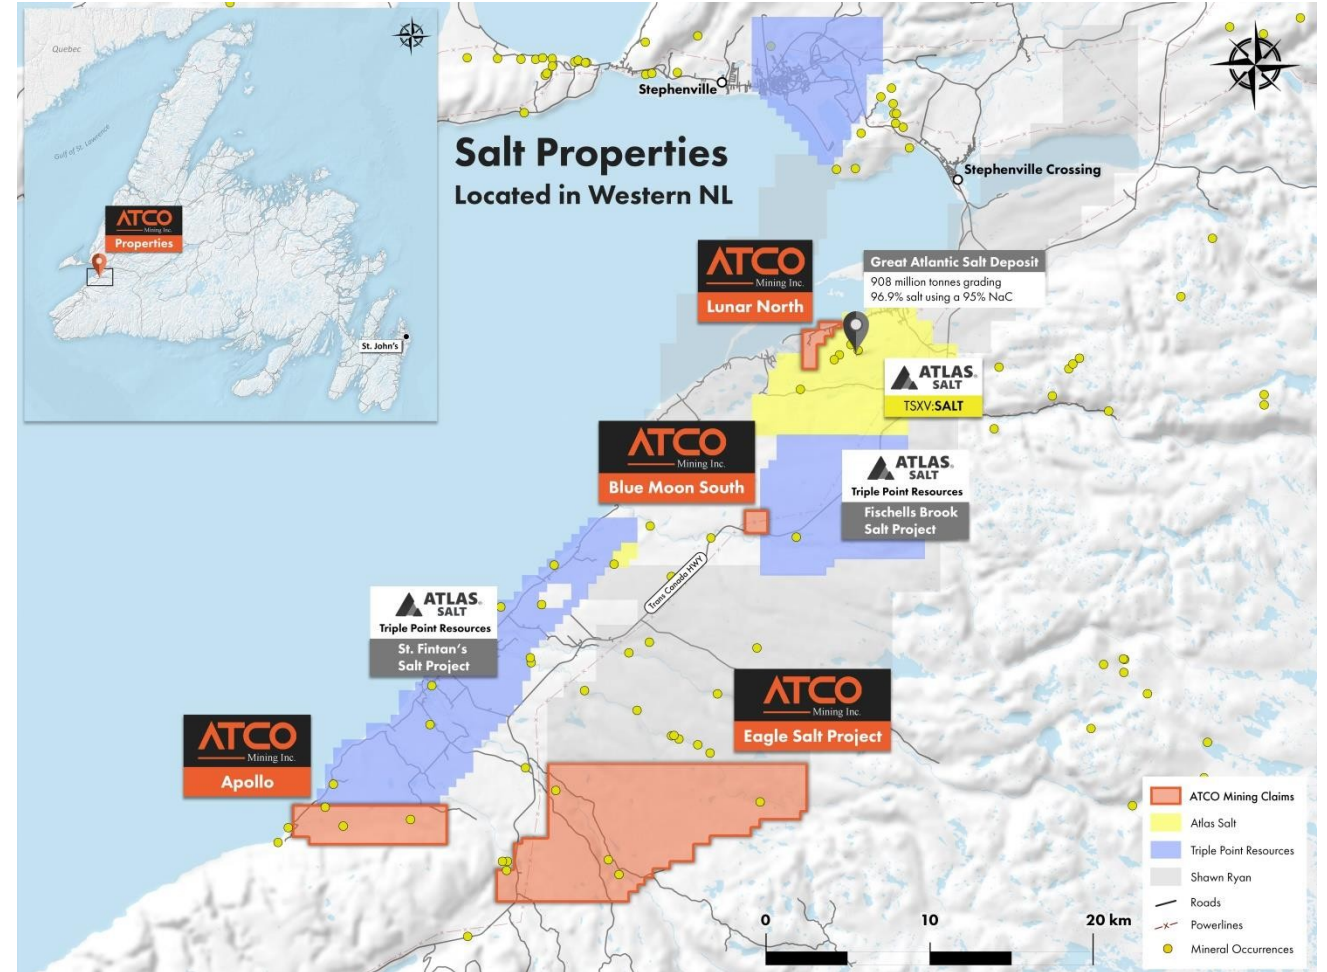 Quebec
Gulf of St. Lawrence
ATCO
Mining Inc.
Properties
St. John's
Salt Properties
Located in Western NL
Stephenville
Stephenville Crossing
ATCO
Mining Inc.
Lunar North
Great Atlantic Salt Deposit
908 million tonnes grading
96.9% salt using a 95% NaC
ATLAS
SALT
TSXV:SALT
ATCO
Mining Inc.
Blue Moon South
ATLAS
SALT
Triple Point Resources
Fischells Brook
Salt Project
Trans Canada HWY
ATLAS
SALT
Triple Point Resources
St. Fintan's
Salt Project
ATCO
Mining Inc.
Eagle Salt Project
ATCO
Mining Inc.
Apollo
ATCO Mining Claims
Atlas Salt
Triple Point Resources
Shawn Ryan
Roads
Powerlines
Mineral Occurrences
0 10 20 km